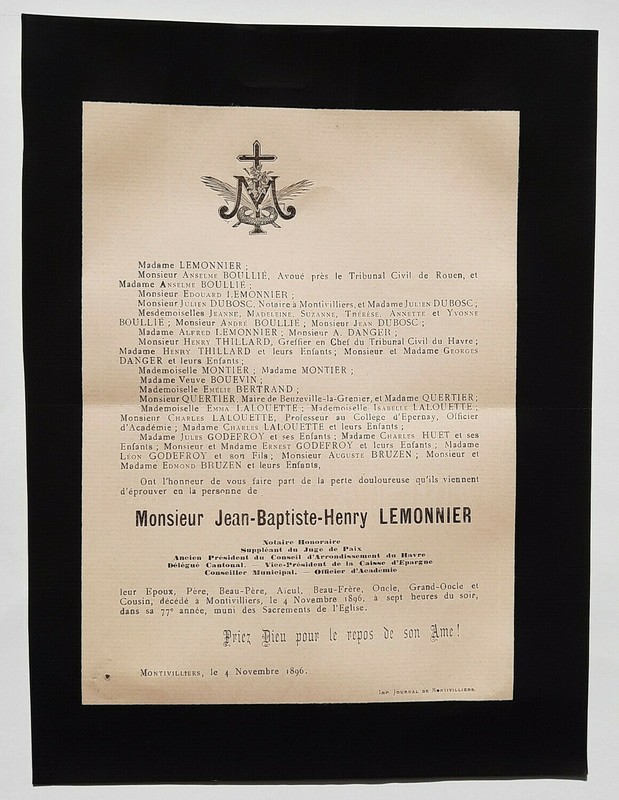 Madame LEMONNIER ;
Monsieur ANSELME BOULLIÉ, Avoué près le Tribunal Civil de Rouen, et
Madame ANSELME BOULLIE ;
Monsieur EDOUARD LEMONNIER ;
Monsieur JULIEN DUBOSC, Notaire à Montivilliers, et Madame JULIEN DUBOSC ;
Mesdemoiselles JEANNE, MADELEINE, SUZANNE, THÉRÈSE, ANNETTE et YVONNE
BOULLIE ; Monsieur ANDRÉ BOULLIE ; Monsieur JEAN DUBOSC ;
Madame ALFRED LEMONNIER ; Monsieur A. DANGER ;
Monsieur HENRY THILLARD, Greffier en Chef du Tribunal Civil du Havre ;
Madame HENRY THILLARD et leurs Enfants ; Monsieur et Madame GEORGES
DANGER et leurs Enfants ;
Mademoiselle MONTIER ; Madame MONTIER ;
Madame Veuve BOUEVIN ;
Mademoiselle EMÉLIE BERTRAND ;
Monsieur QUERTIER, Maire de Beuzeville-la-Grenier, et Madame QUERTIER ;
Mademoiselle EMMA LALOUETTE ; Mademoiselle ISABELLE LALOUETTE ;
Monsieur CHARLES LALOUETTE, Professeur au Collège d'Epernay, Officier
d'Académie ; Madame CHARLES LALOUETTE et leurs Enfants ;
Madame JULES GODEFROY et ses Enfants ; Madame CHARLES HUET et ses
Enfants ; Monsieur et Madame ERNEST GODEFROY et leurs Enfants ; Madame
LÉON GODEFROY et son Fils ; Monsieur AUGUSTE BRUZEN ; Monsieur et
Madame EDMOND BRUZEN et leurs Enfants,
Ont l'honneur de vous faire part de la perte douloureuse qu'ils viennent
d'éprouver en la personne de
Monsieur Jean-Baptiste-Henry LEMONNIER
Notaire Honoraire
Suppléant du Juge de Paix
Ancien Président du Conseil d'Arrondissement du Havre
Délégué Cantonal. — Vice-Président de la Caisse d'Epargne
Conseiller Municipal. — Officier d'Académie
leur Epoux, Père, Beau-Père, Aïeul, Beau-Frère, Oncle, Grand-Oncle et
Cousin, décédé à Montivilliers, le 4 Novembre 1896, à sept heures du soir,
dans sa 77e année, muni des Sacrements de l'Eglise.
Priez Dieu pour le repos de son Ame !
MONTIVILLIERS, le 4 Novembre 1896.
IMP. JOURNAL DE MONTIVILLIERS.